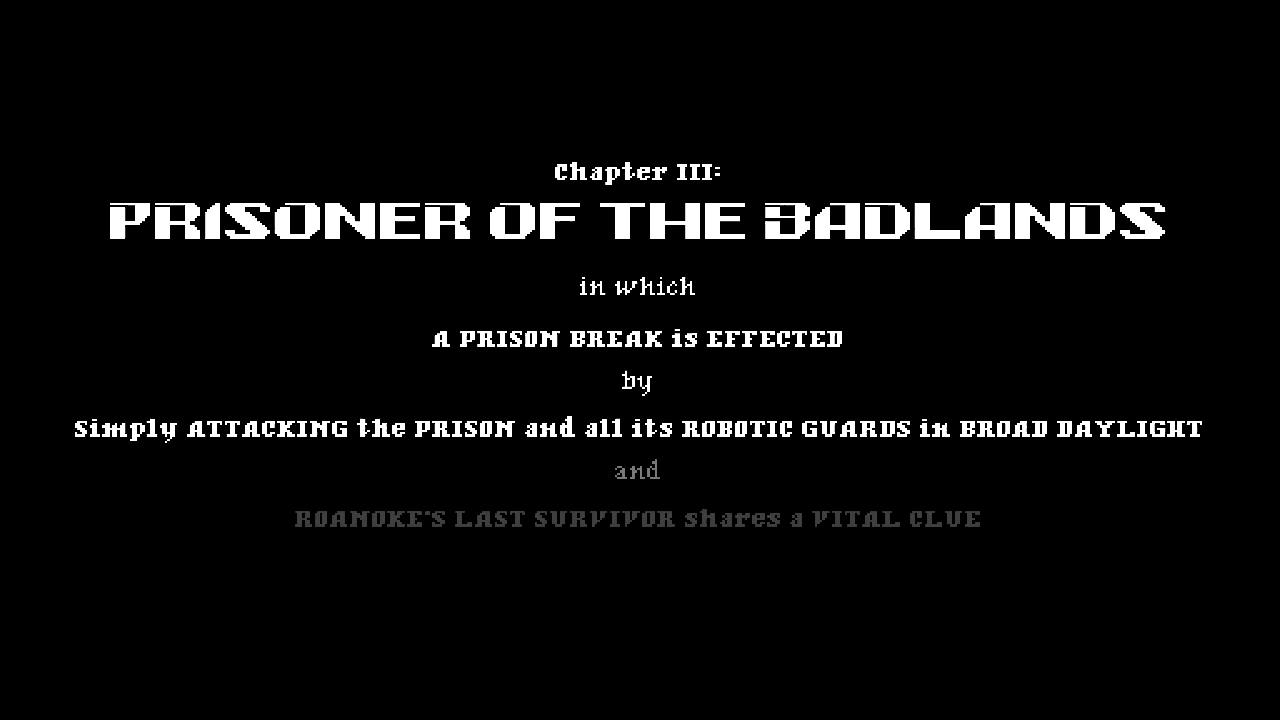 Chapter III:
PRISONER OF THE BADLANDS
in which
A PRISON BREAK is EFFECTED
by
Simply ATTACKING the PRISON and all its ROBOTIC GUARDS in BROAD DAYLIGHT
and
ROANOKE'S LAST SURVIVOR shares a VITAL CLUE